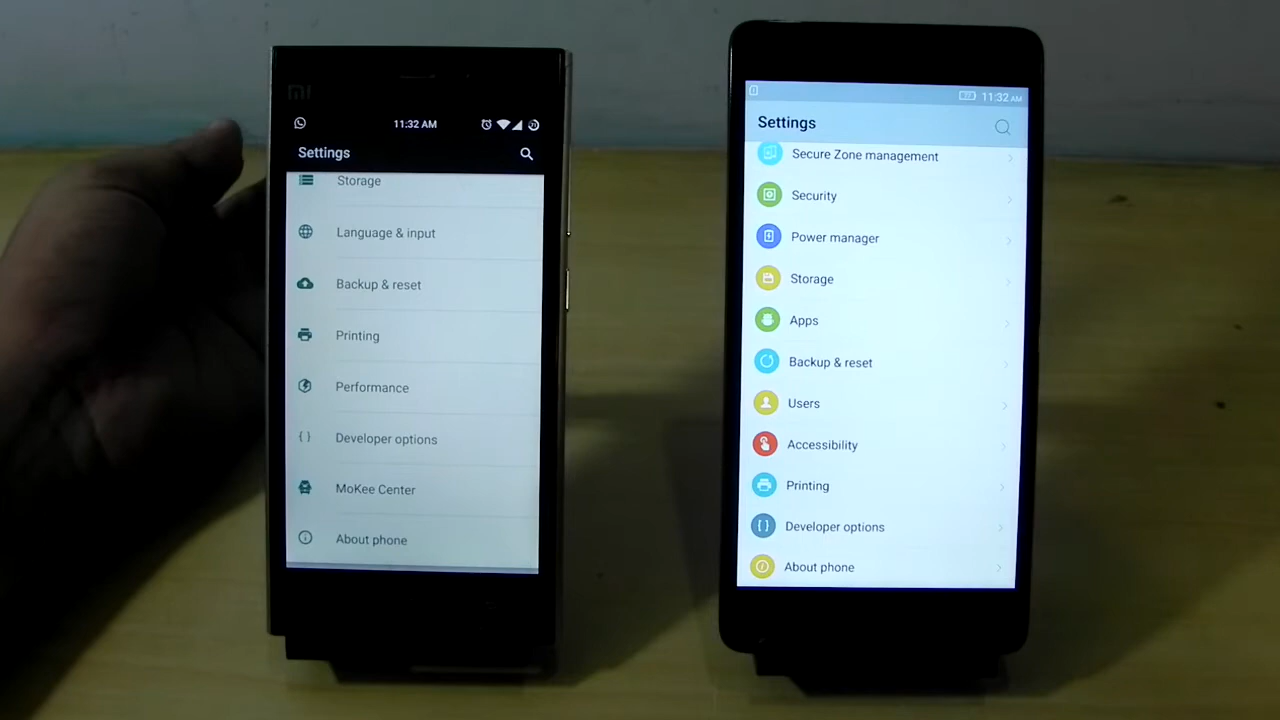 mi
11:32 AM
Settings
Storage
Language & input
Backup & reset
Printing
Performance
{ } Developer options
MoKee Center
About phone
11:32 AM
Settings
Secure Zone management
Security
Power manager
Storage
Apps
Backup & reset
Users
Accessibility
Printing
{ } Developer options
About phone